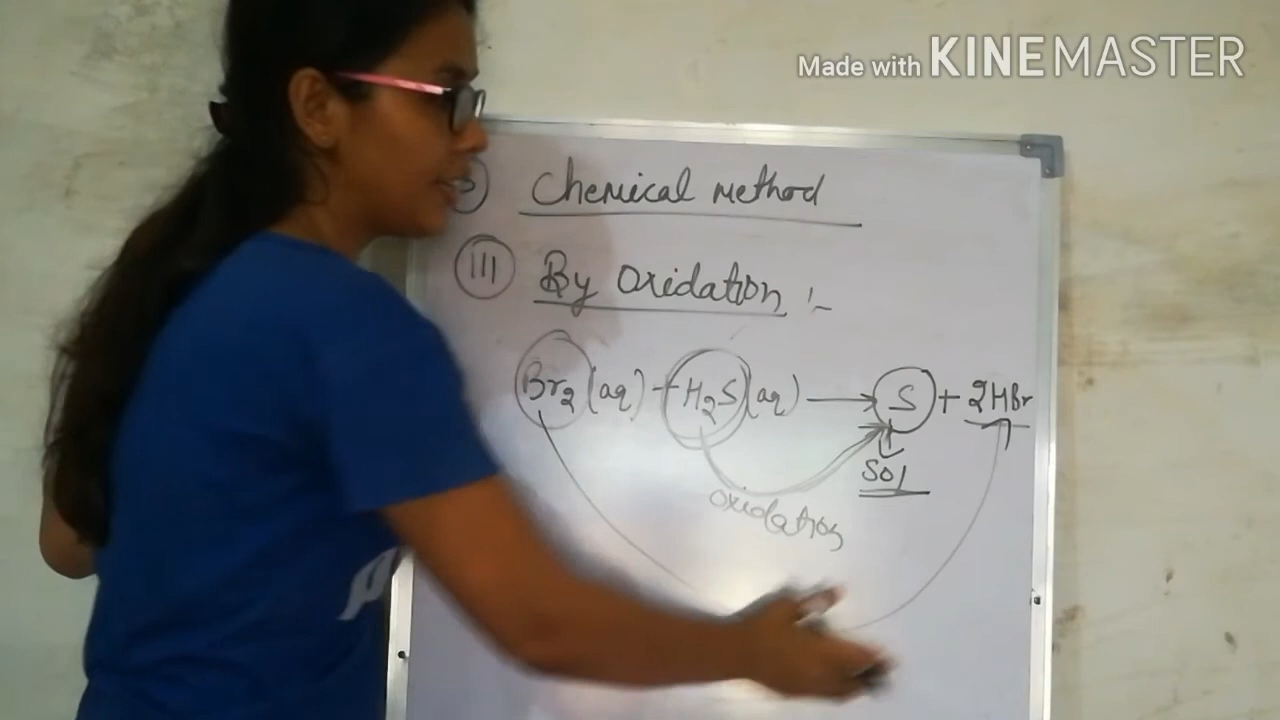 Made with KINEMASTER
Chemical method
III By Oxidation :-
Br2 (aq) + H2S (aq) → S + 2HBr
Sol
oxidation